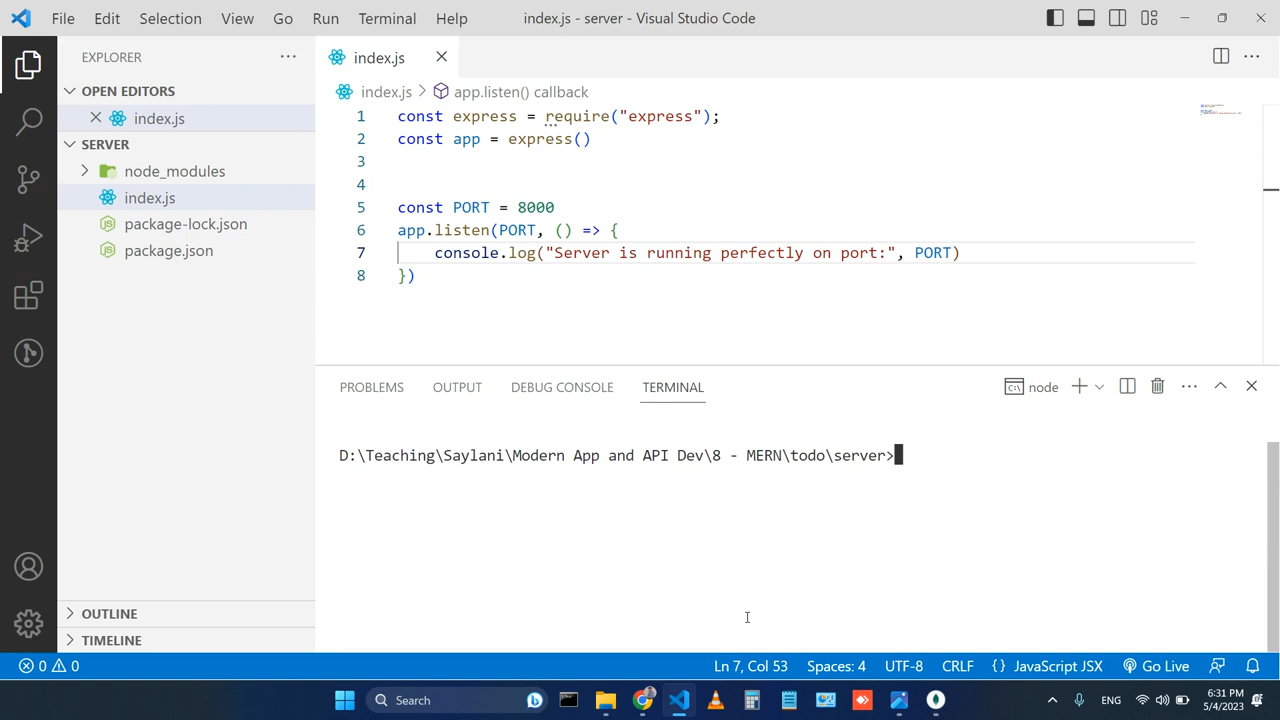 File Edit Selection View Go Run Terminal Help index.js - server - Visual Studio Code
EXPLORER
OPEN EDITORS
index.js
SERVER
node_modules
index.js
package-lock.json
package.json
OUTLINE
TIMELINE
index.js
index.js > app.listen() callback
1 const express = require("express");
2 const app = express()
3
4
5 const PORT = 8000
6 app.listen(PORT, () => {
7 console.log("Server is running perfectly on port:", PORT)
8 })
PROBLEMS OUTPUT DEBUG CONSOLE TERMINAL node
D:\Teaching\Saylani\Modern App and API Dev\8 - MERN\todo\server>
0 0 Ln 7, Col 53 Spaces: 4 UTF-8 CRLF {} JavaScript JSX Go Live
Search ENG 6:31 PM
5/4/2023